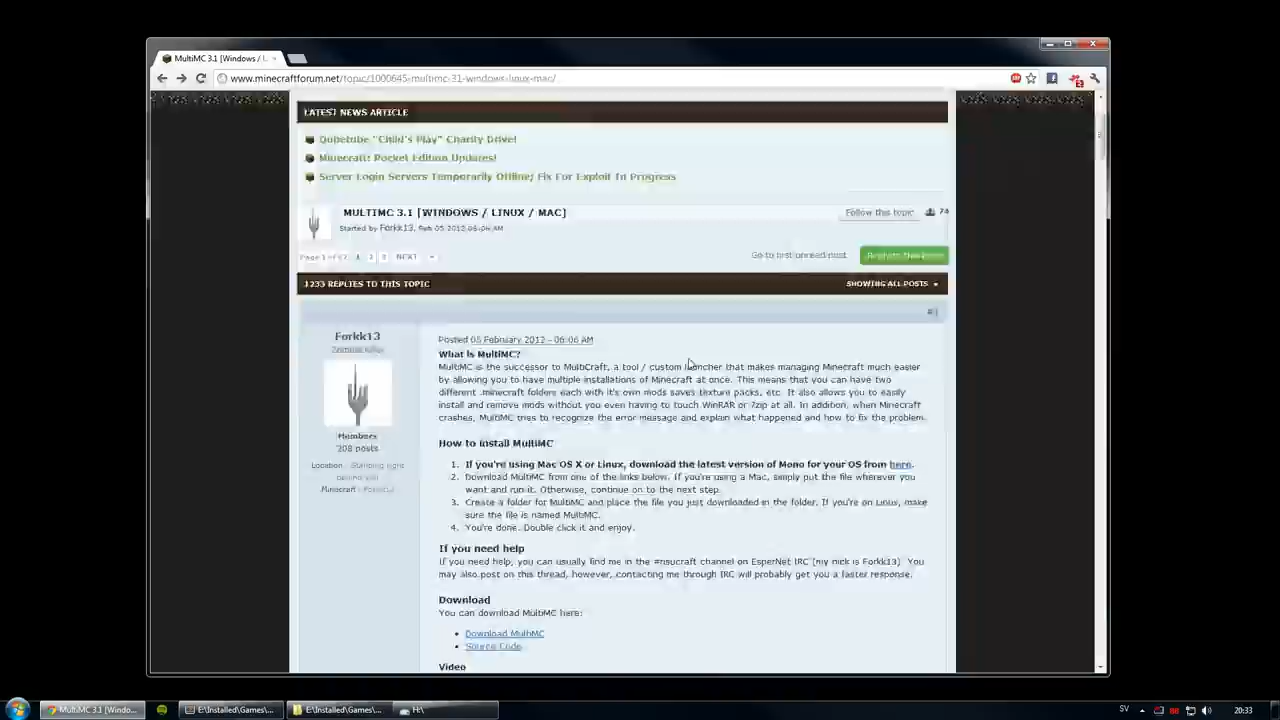 MultiMC 3.1 [Windows / L
www.minecraftforum.net/topic/1000645-multimc-31-windows-linux-mac/
LATEST NEWS ARTICLE
Qubetube "Child's Play" Charity Drive!
Minecraft: Pocket Edition Updates!
Server Login Servers Temporarily Offline; Fix For Exploit In Progress
MULTIMC 3.1 [WINDOWS / LINUX / MAC]
Follow this topic
74
Started by Forkk13, Feb 05 2012 06:06 AM
1 2 3 NEXT
Go to first unread post
1233 REPLIES TO THIS TOPIC
SHOWING ALL POSTS
#1
Forkk13
Zombie Killer
Posted 05 February 2012 - 06:06 AM
What is MultiMC?
MultiMC is the successor to MultiCraft, a tool / custom launcher that makes managing Minecraft much easier
by allowing you to have multiple installations of Minecraft at once. This means that you can have two
different .minecraft folders each with it's own mods saves texture packs, etc. It also allows you to easily
install and remove mods without you even having to touch WinRAR or 7zip at all. In addition, when Minecraft
crashes, MultiMC tries to recognize the error message and explain what happened and how to fix the problem.
Members
208 posts
Location: Standing right
behind you
Minecraft:
How to install MultiMC
1. If you're using Mac OS X or Linux, download the latest version of Mono for your OS from here.
2. Download MultiMC from one of the links below. If you're using a Mac, simply put the file wherever you
want and run it. Otherwise, continue on to the next step.
3. Create a folder for MultiMC and place the file you just downloaded in the folder. If you're on Linux, make
sure the file is named MultiMC.
4. You're done. Double click it and enjoy.
If you need help
If you need help, you can usually find me in the channel on EsperNet IRC (my nick is Forkk13). You
may also post on this thread, however, contacting me through IRC will probably get you a faster response.
Download
You can download MultiMC here:
Download MultiMC
Source Code
Video
MultiMC 3.1 [Windo...
E:\Installed\Games\...
E:\Installed\Games\...
H:\
SV
20:33